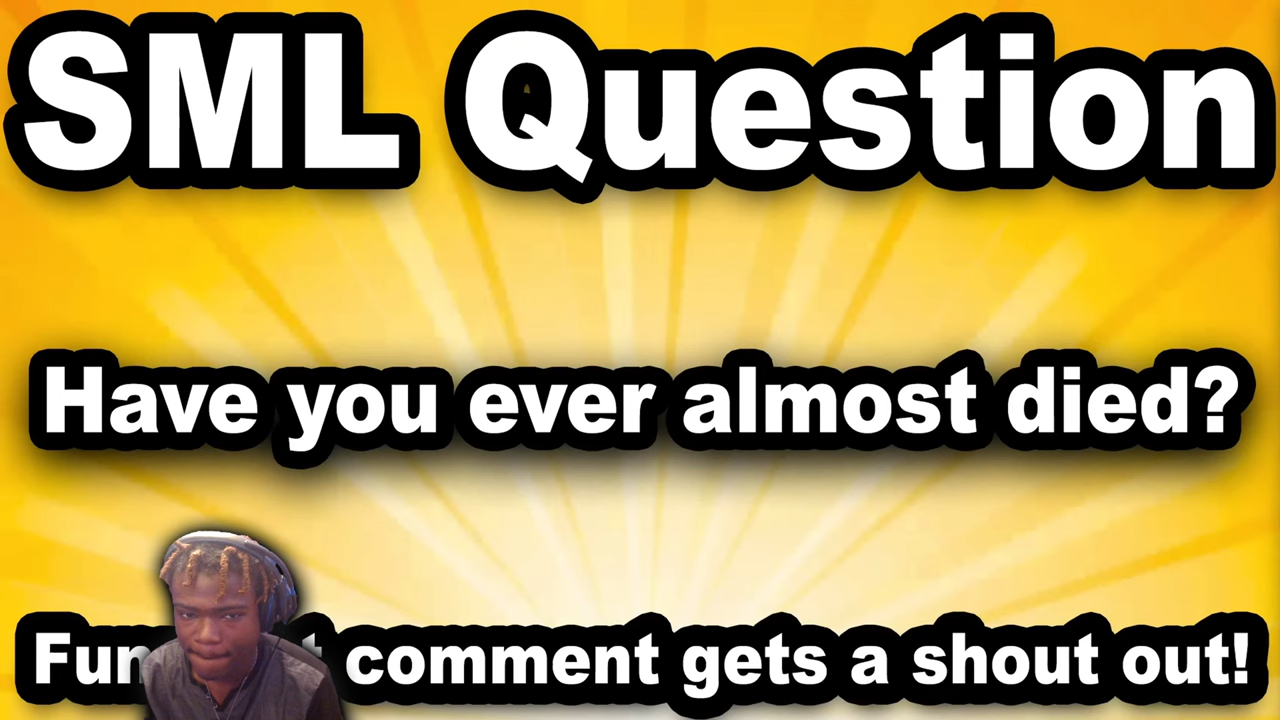 SML Question
Have you ever almost died?
comment gets a shout out!